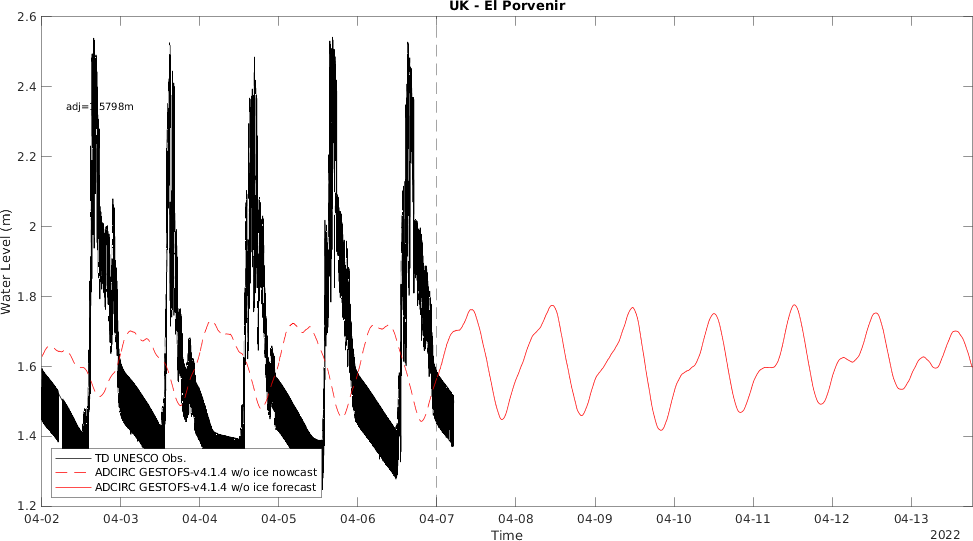 UK - El Porvenir
2.6
2.4
adj=1.5798m
2.2
2
Water Level (m)
1.8
1.6
1.4
TD UNESCO Obs.
ADCIRC GESTOFS-v4.1.4 w/o ice nowcast
ADCIRC GESTOFS-v4.1.4 w/o ice forecast
1.2
04-02 04-03 04-04 04-05 04-06 04-07 04-08 04-09 04-10 04-11 04-12 04-13
Time
2022